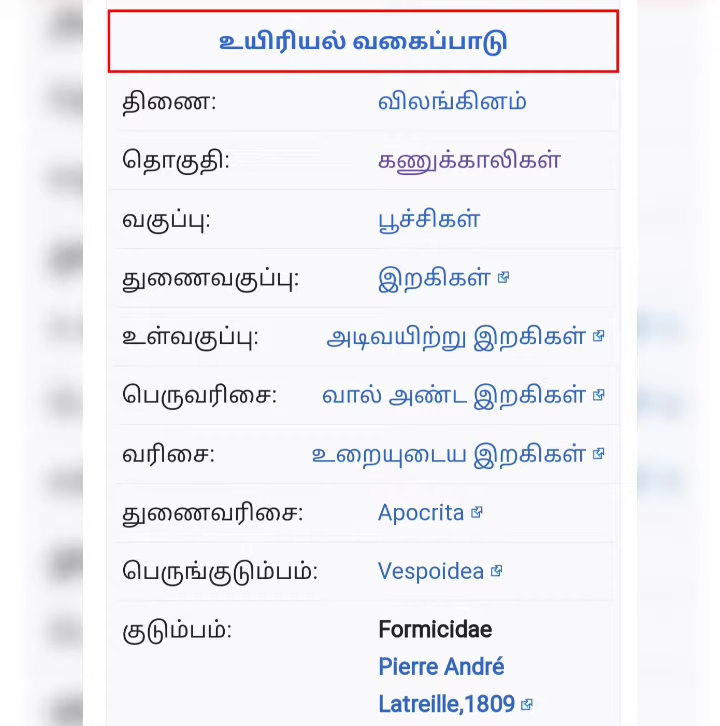 உயிரியல் வகைப்பாடு
திணை: விலங்கினம்
தொகுதி: கணுக்காலிகள்
வகுப்பு: பூச்சிகள்
துணைவகுப்பு: இறகிகள்
உள்வகுப்பு: அடிவயிற்று இறகிகள்
பெருவரிசை: வால் அண்ட இறகிகள்
வரிசை: உறையுடைய இறகிகள்
துணைவரிசை: Apocrita
பெருங்குடும்பம்: Vespoidea
குடும்பம்: Formicidae
Pierre André
Latreille,1809